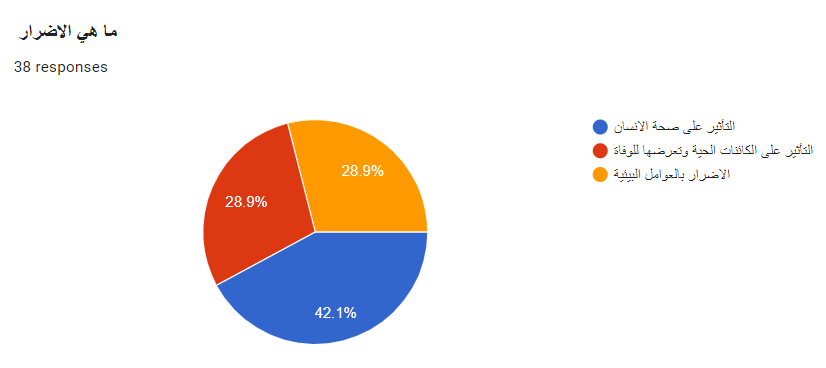 ما هي الاضرار
38 responses
التأثير على صحة الانسان
التأثير على الكائنات الحية وتعرضها للوفاة
الاضرار بالعوامل البيئية
28.9%
28.9%
42.1%